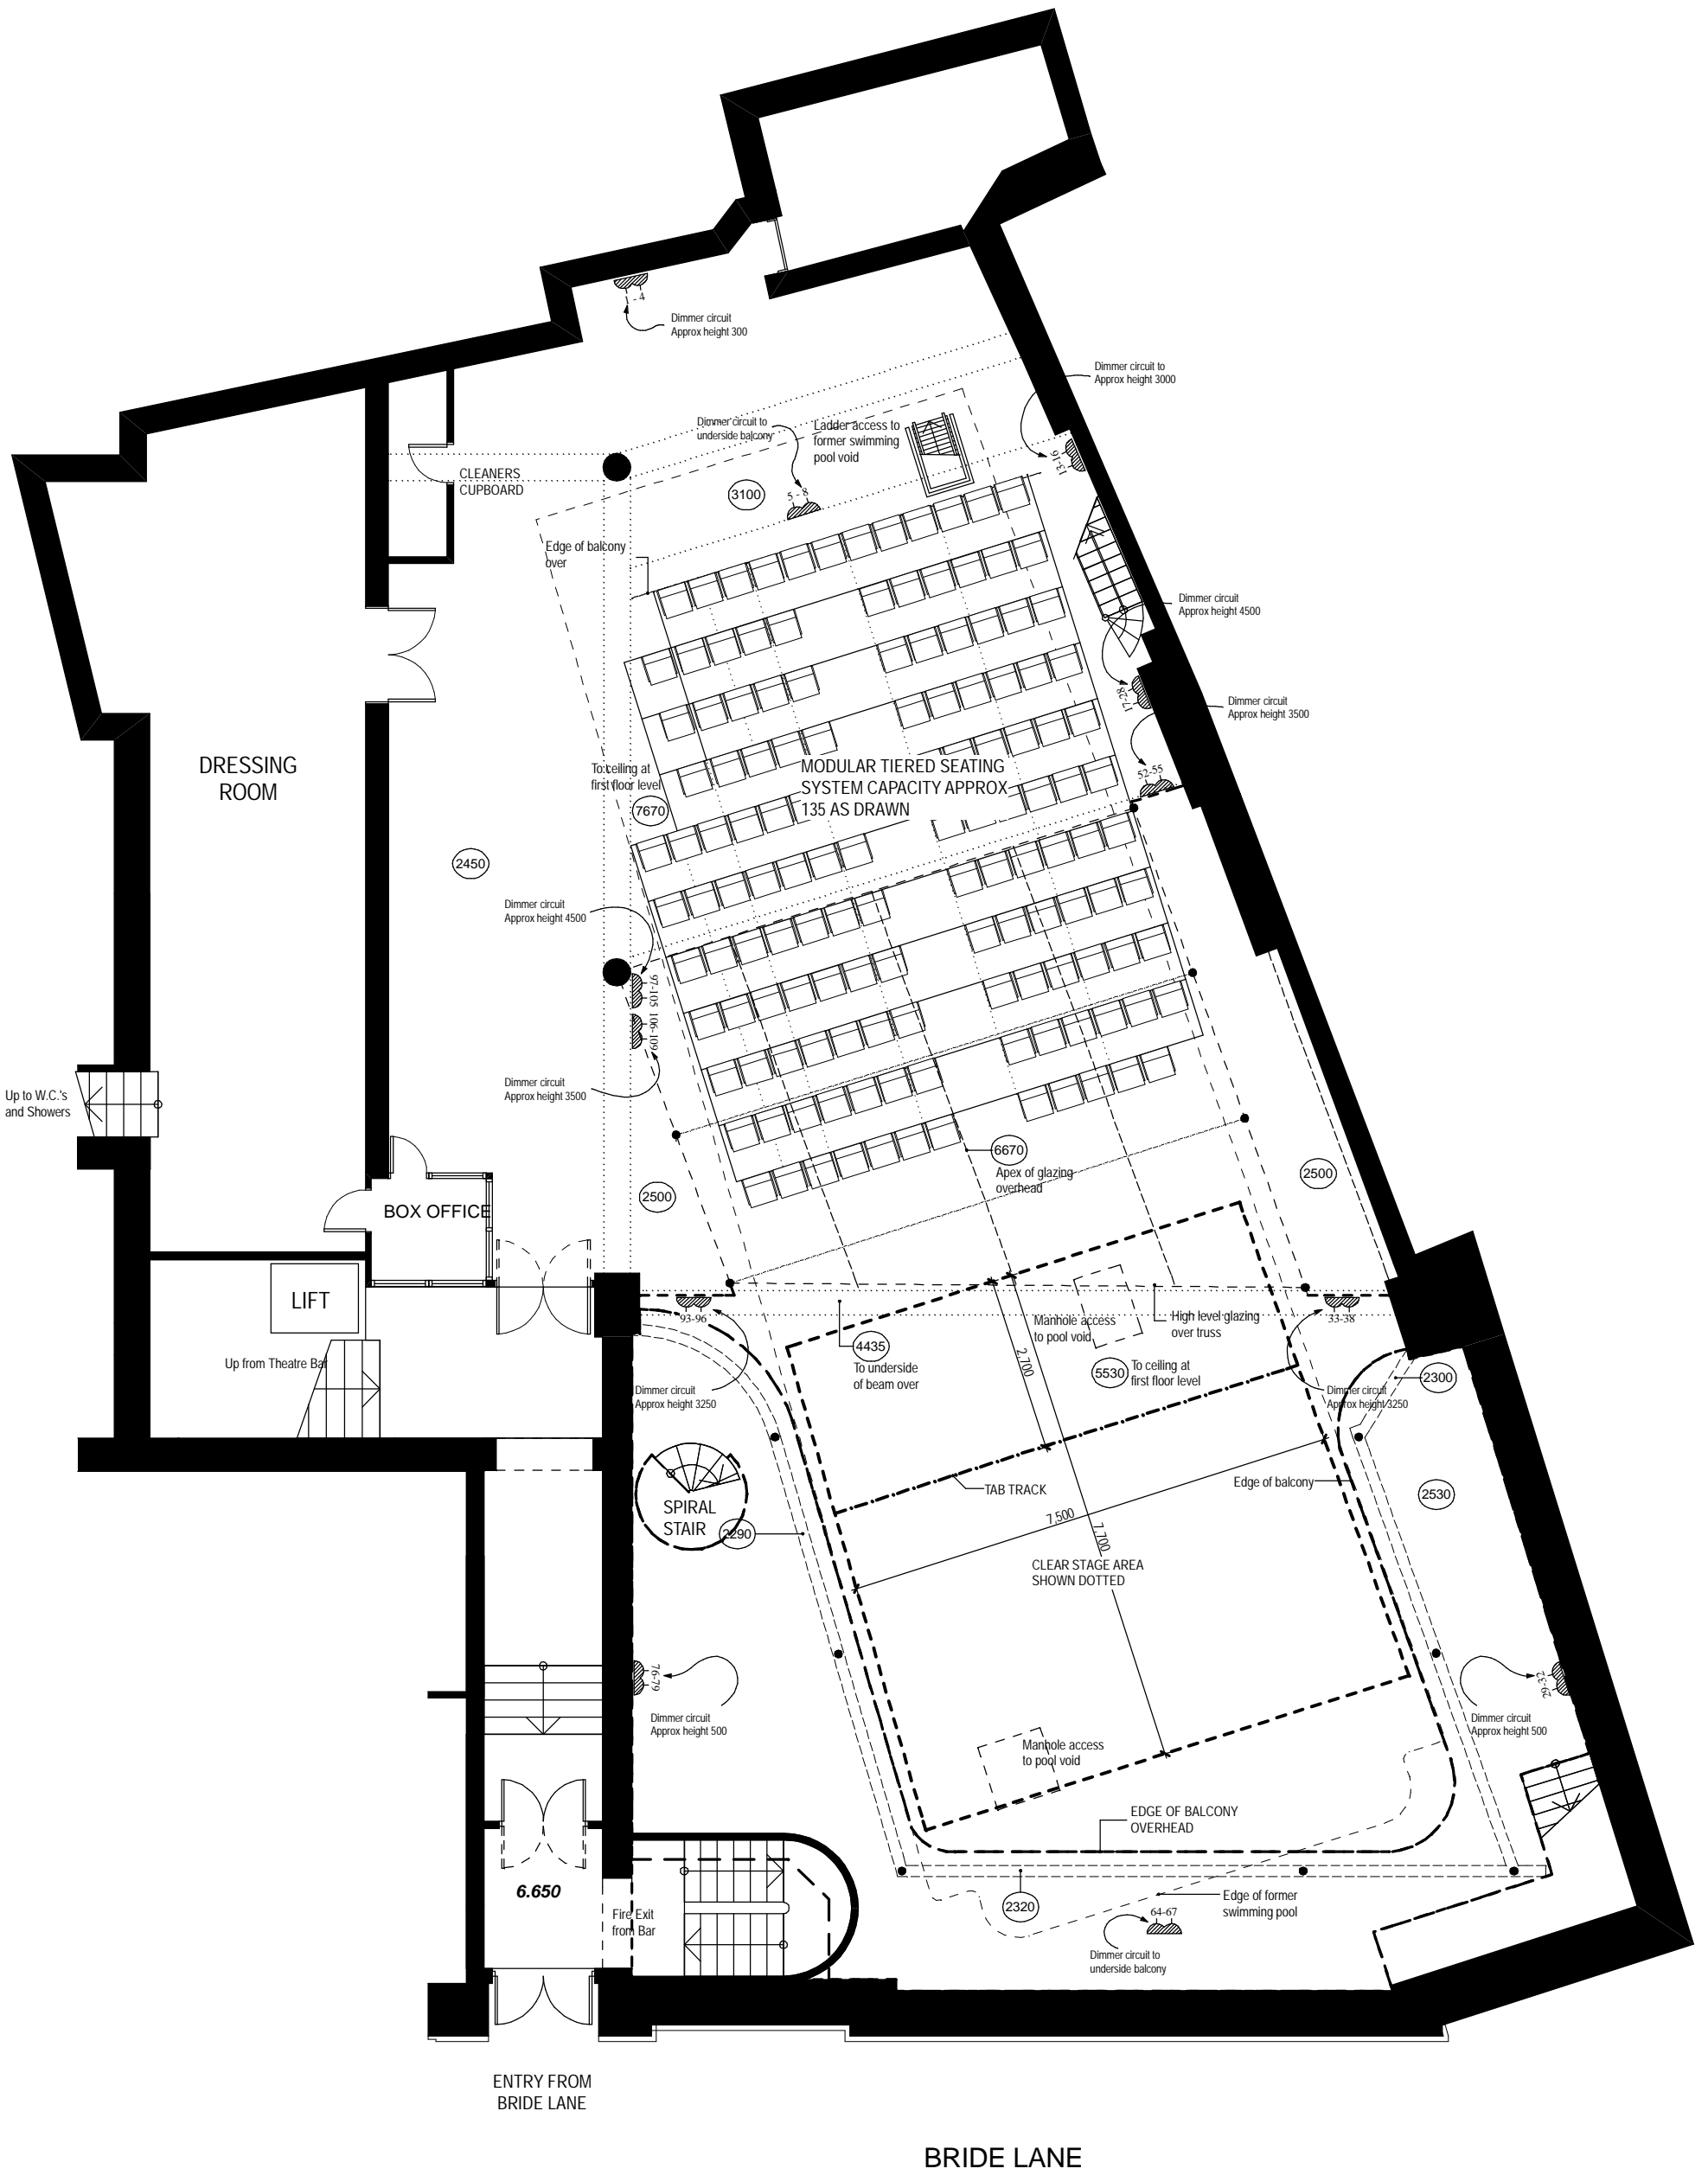 - 4
Dimmer circuit
Approx height 300
Dimmer circuit to
Approx height 3000
Dimmer circuit to
underside balcony
Ladder access to
former swimming
pool void
13-16
CLEANERS
CUPBOARD
3100
5 - 8
Edge of balcony
over
Dimmer circuit
Approx height 4500
17-28
Dimmer circuit
Approx height 3500
DRESSING
ROOM
To ceiling at
first floor level
7670
MODULAR TIERED SEATING
SYSTEM CAPACITY APPROX
135 AS DRAWN
52-55
2450
Dimmer circuit
Approx height 4500
97-105
106-109
Dimmer circuit
Approx height 3500
Up to W.C.'s
and Showers
6670
Apex of glazing
overhead
2500
2500
BOX OFFICE
LIFT
93-96
Manhole access
to pool void
High level glazing
over truss
33-38
4435
To underside
of beam over
2,700
5530
To ceiling at
first floor level
Up from Theatre Bar
Dimmer circuit
Approx height 3250
Dimmer circuit
Approx height 3250
2300
TAB TRACK
Edge of balcony
2530
SPIRAL
STAIR
2290
7,500
7,700
CLEAR STAGE AREA
SHOWN DOTTED
76-79
29-32
Dimmer circuit
Approx height 500
Dimmer circuit
Approx height 500
Manhole access
to pool void
EDGE OF BALCONY
OVERHEAD
6.650
Fire Exit
from Bar
2320
Edge of former
swimming pool
64-67
Dimmer circuit to
underside balcony
ENTRY FROM
BRIDE LANE
BRIDE LANE